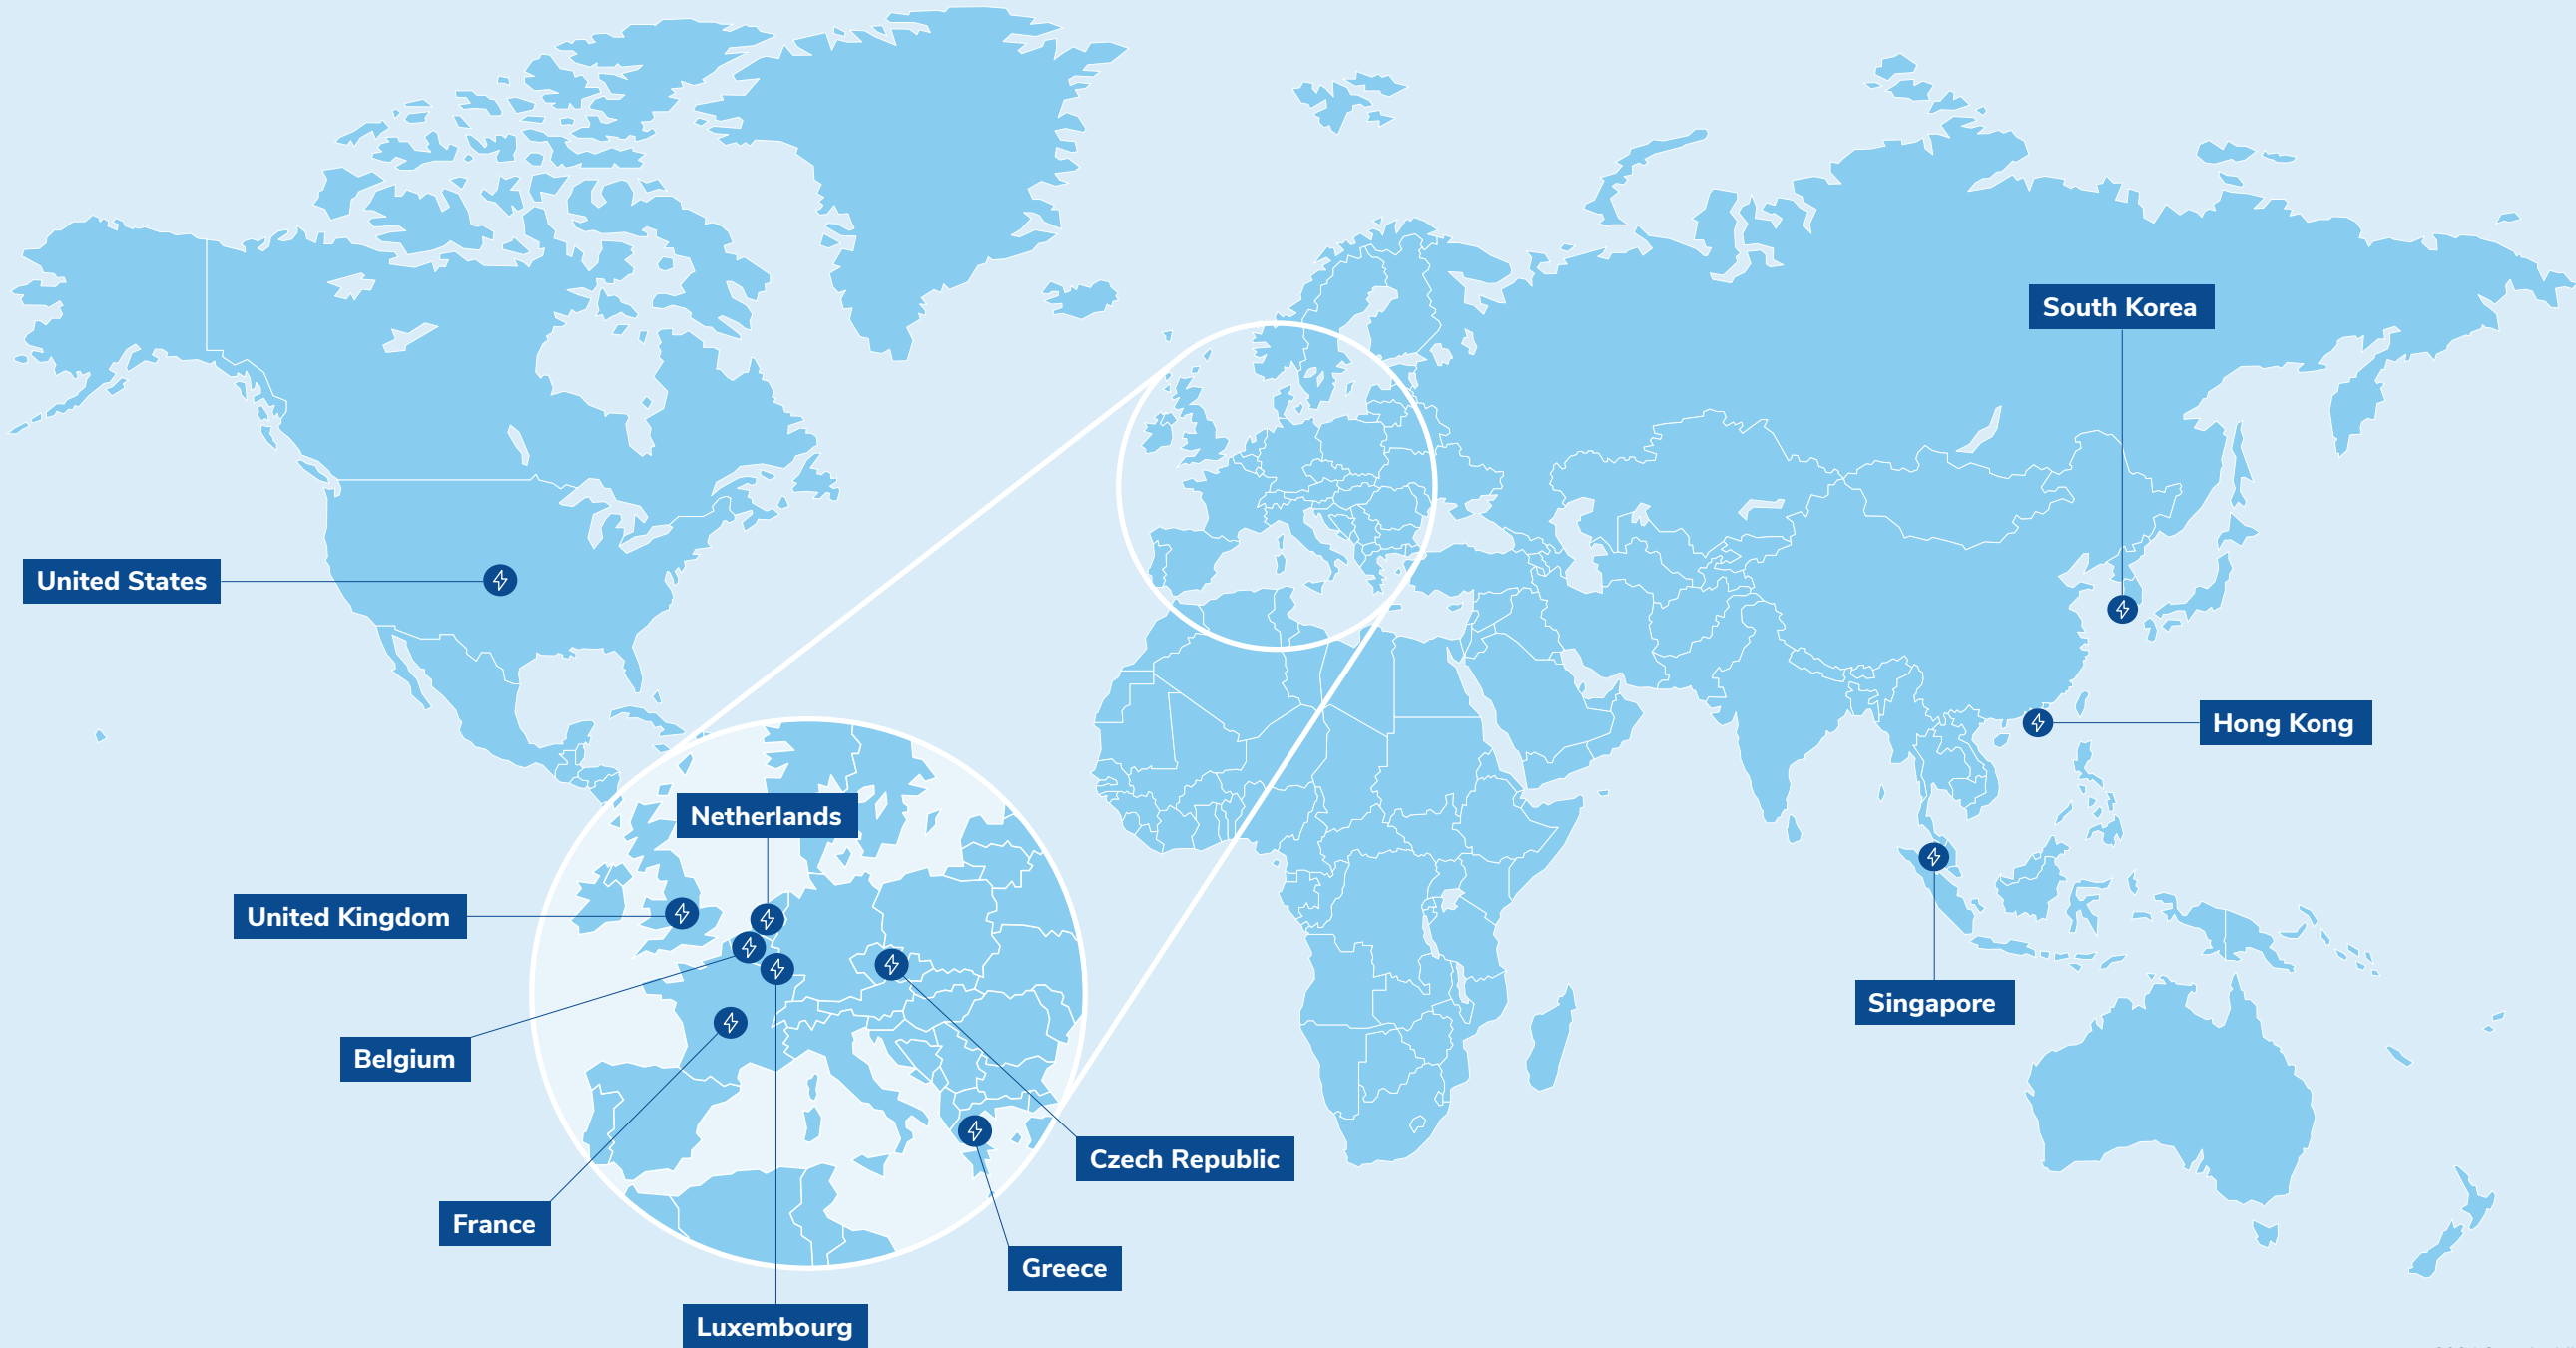 South Korea
United States
Hong Kong
Netherlands
United Kingdom
Singapore
Belgium
Czech Republic
France
Greece
Luxembourg